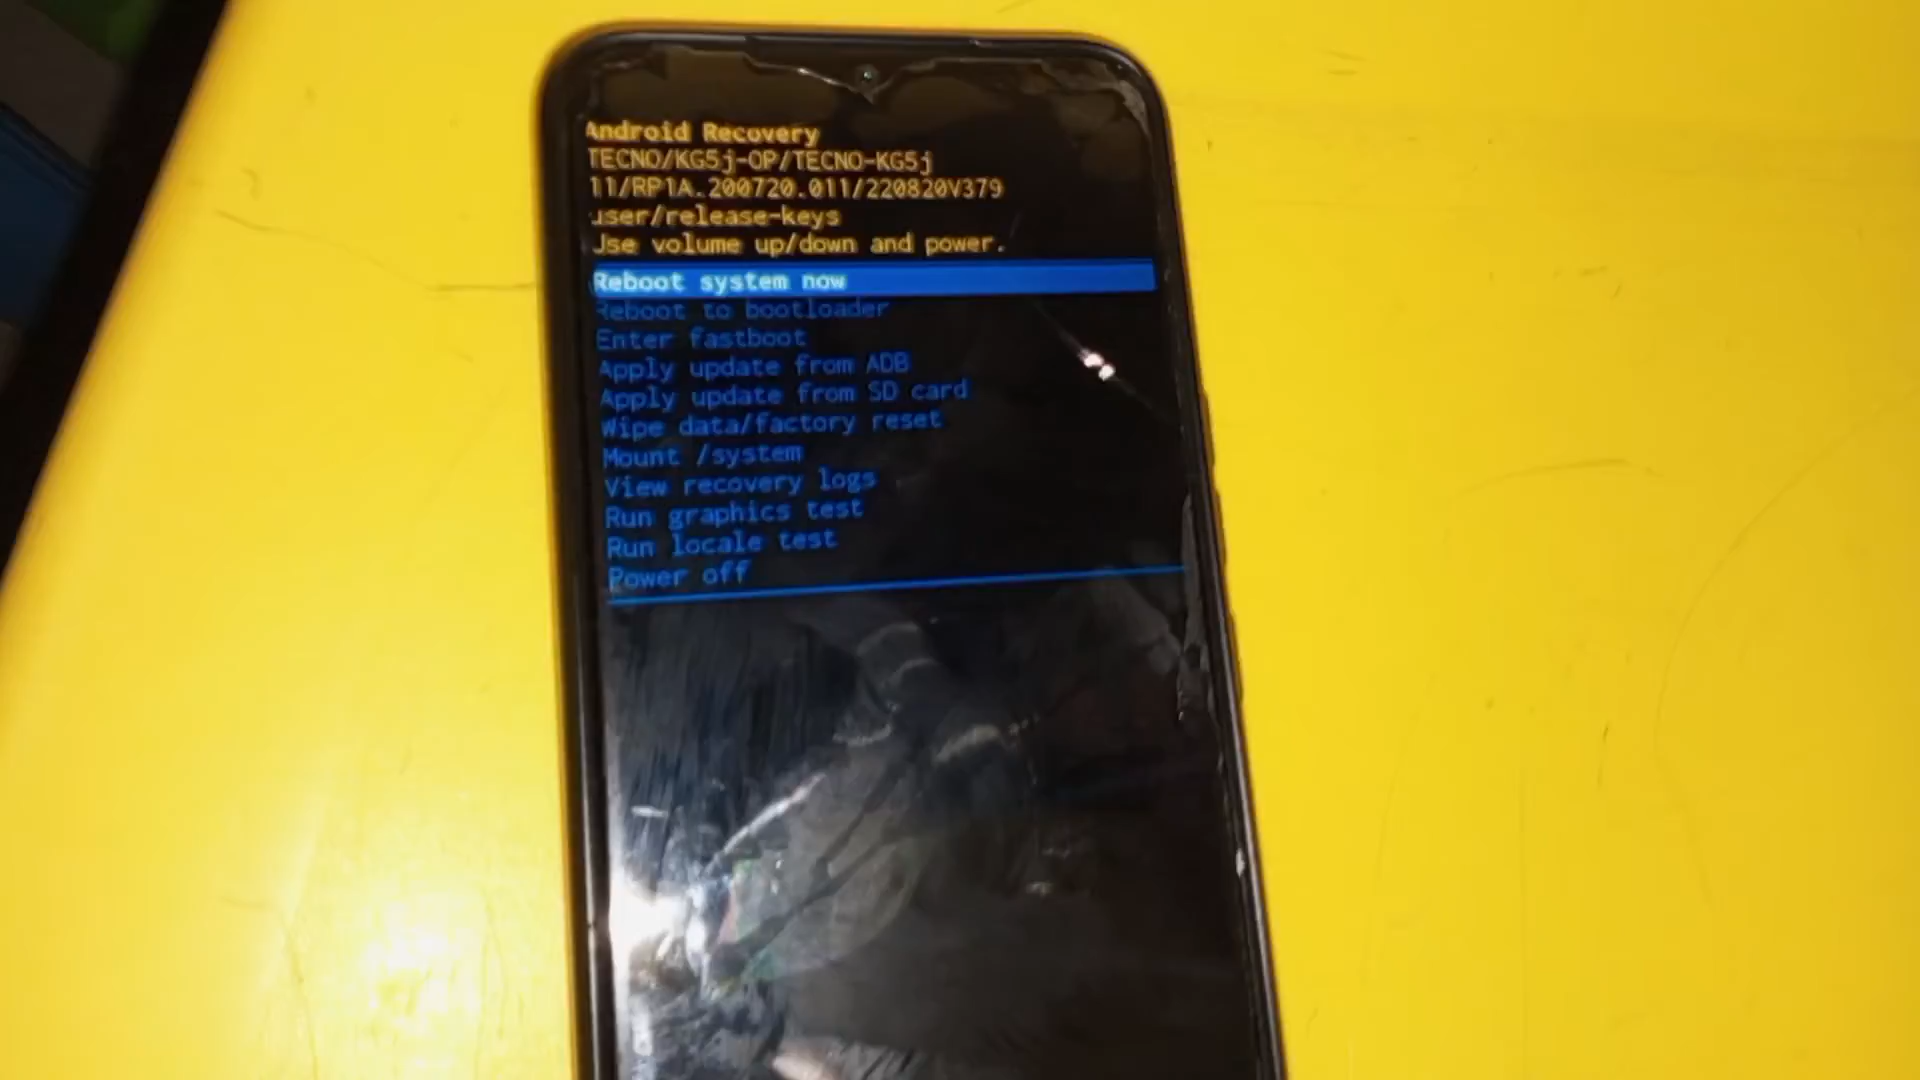 Android Recovery
TECNO/KG5j-OP/TECNO-KG5j
11/RP1A.200720.011/220820V379
user/release-keys
Use volume up/down and power.
Reboot system now
Reboot to bootloader
Enter fastboot
Apply update from ADB
Apply update from SD card
Wipe data/factory reset
Mount /system
View recovery logs
Run graphics test
Run locale test
Power off